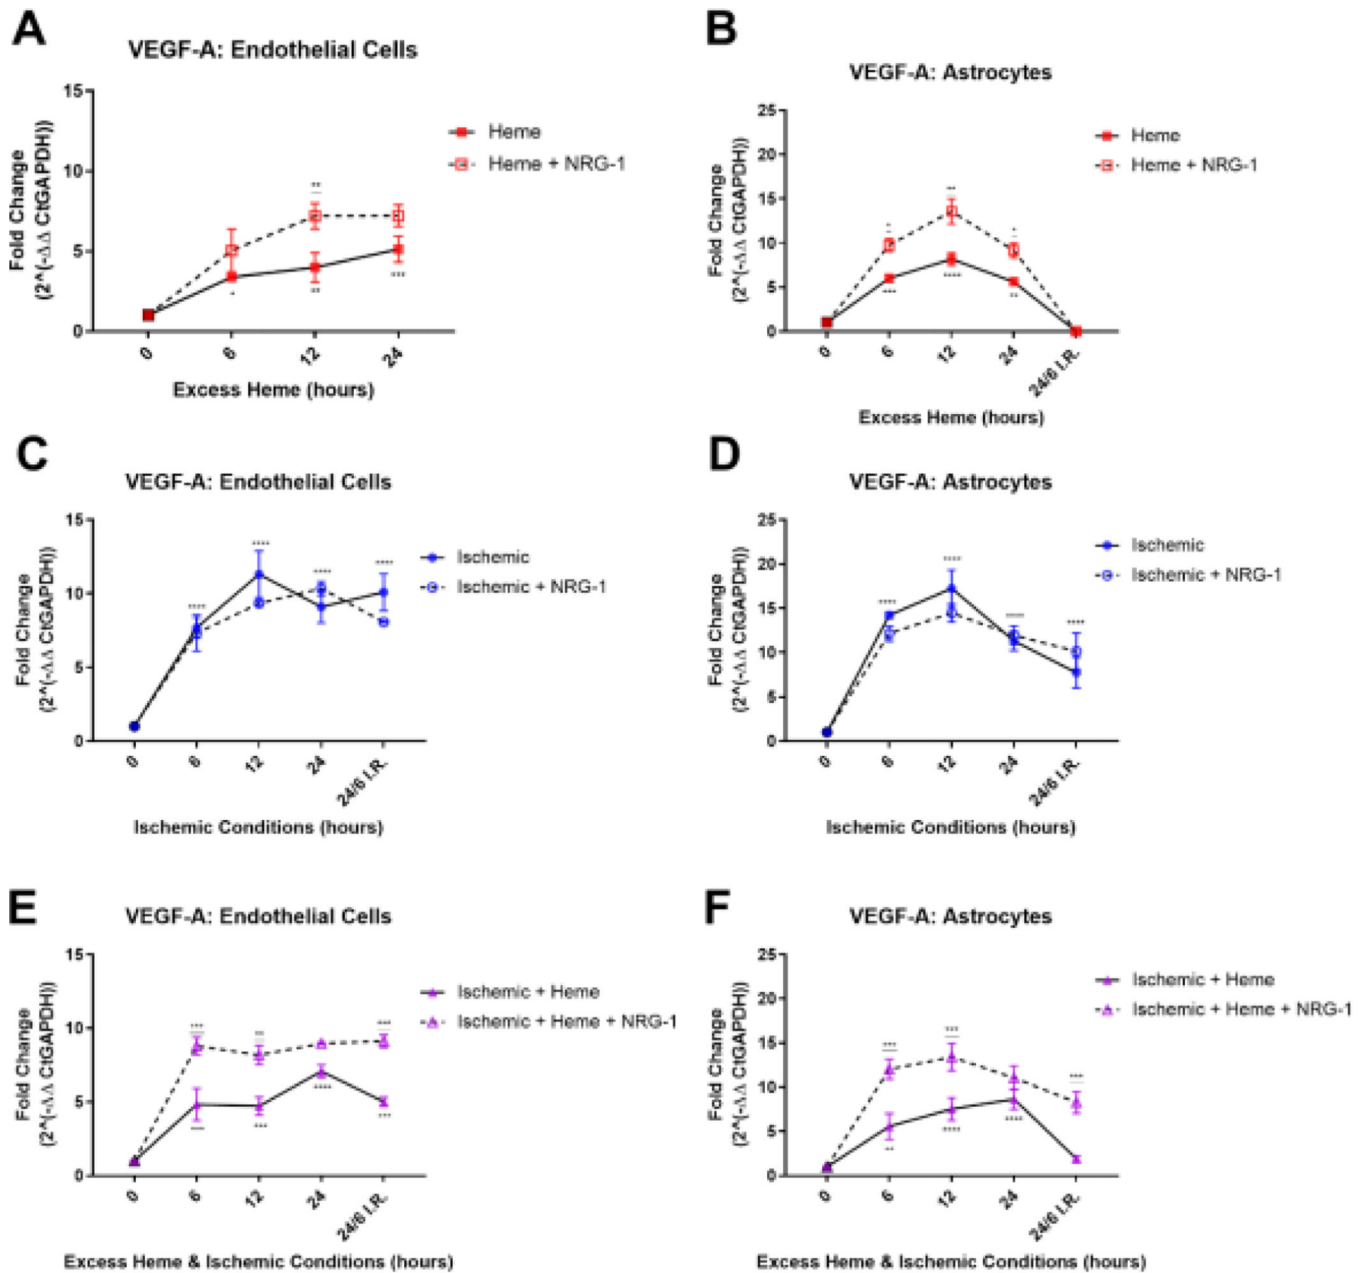 A
VEGF-A: Endothelial Cells
Fold Change
(2^(-ΔΔ CtGAPDH))
15
10
5
0
**
*
**
***
Heme
Heme + NRG-1
0
6
12
24
Excess Heme (hours)
B
VEGF-A: Astrocytes
Fold Change
(2^(-ΔΔ CtGAPDH))
25
20
15
10
5
0
*
**
*
***
****
**
Heme
Heme + NRG-1
0
6
12
24
24/6 I.R.
Excess Heme (hours)
C
VEGF-A: Endothelial Cells
Fold Change
(2^(-ΔΔ CtGAPDH))
15
10
5
0
****
****
****
****
Ischemic
Ischemic + NRG-1
0
6
12
24
24/6 I.R.
Ischemic Conditions (hours)
D
VEGF-A: Astrocytes
Fold Change
(2^(-ΔΔ CtGAPDH))
25
20
15
10
5
0
****
****
****
****
Ischemic
Ischemic + NRG-1
0
6
12
24
24/6 I.R.
Ischemic Conditions (hours)
E
VEGF-A: Endothelial Cells
Fold Change
(2^(-ΔΔ CtGAPDH))
15
10
5
0
***
**
***
***
****
***
Ischemic + Heme
Ischemic + Heme + NRG-1
0
6
12
24
24/6 I.R.
Excess Heme & Ischemic Conditions (hours)
F
VEGF-A: Astrocytes
Fold Change
(2^(-ΔΔ CtGAPDH))
25
20
15
10
5
0
***
***
***
**
****
****
Ischemic + Heme
Ischemic + Heme + NRG-1
0
6
12
24
24/6 I.R.
Excess Heme & Ischemic Conditions (hours)